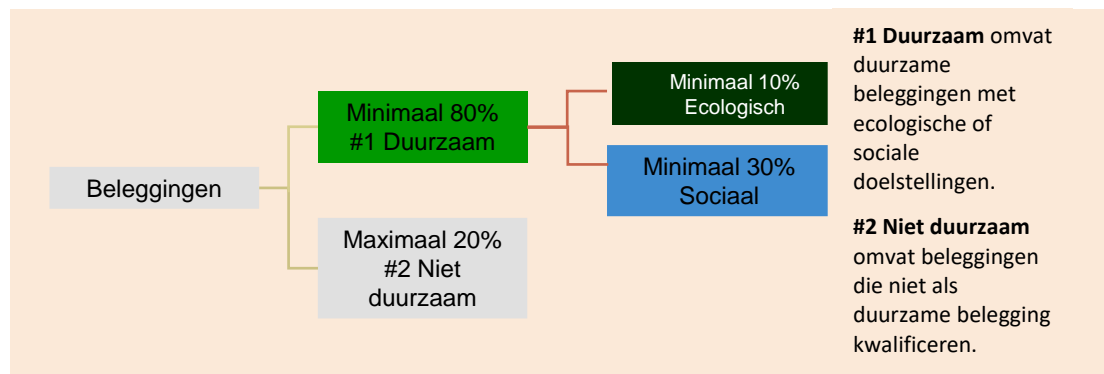 Beleggingen
Minimaal 80%
#1 Duurzaam
Maximaal 20%
#2 Niet
duurzaam
Minimaal 10%
Ecologisch
Minimaal 30%
Sociaal
#1 Duurzaam omvat
duurzame
beleggingen met
ecologische of
sociale
doelstellingen.
#2 Niet duurzaam
omvat beleggingen
die niet als
duurzame belegging
kwalificeren.